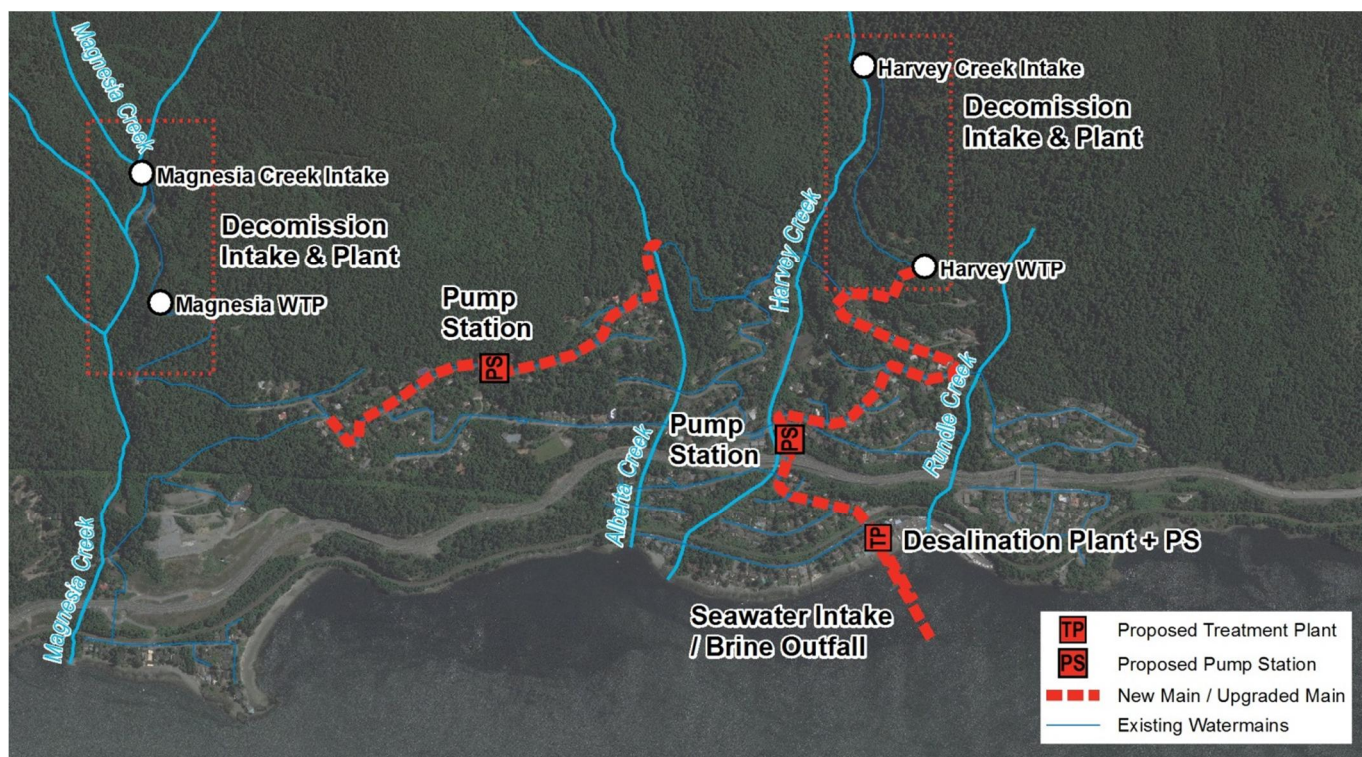 Magnesia Creek
Harvey Creek Intake
Decomission
Intake & Plant
Magnesia Creek Intake
Decomission
Intake & Plant
Harvey Creek
Harvey WTP
Magnesia WTP
Pump
Station
PS
Rundle Creek
Pump
Station
PS
Alberta Creek
TP
Desalination Plant + PS
Magnesia Creek
Seawater Intake
/ Brine Outfall
TP Proposed Treatment Plant
PS Proposed Pump Station
New Main / Upgraded Main
Existing Watermains